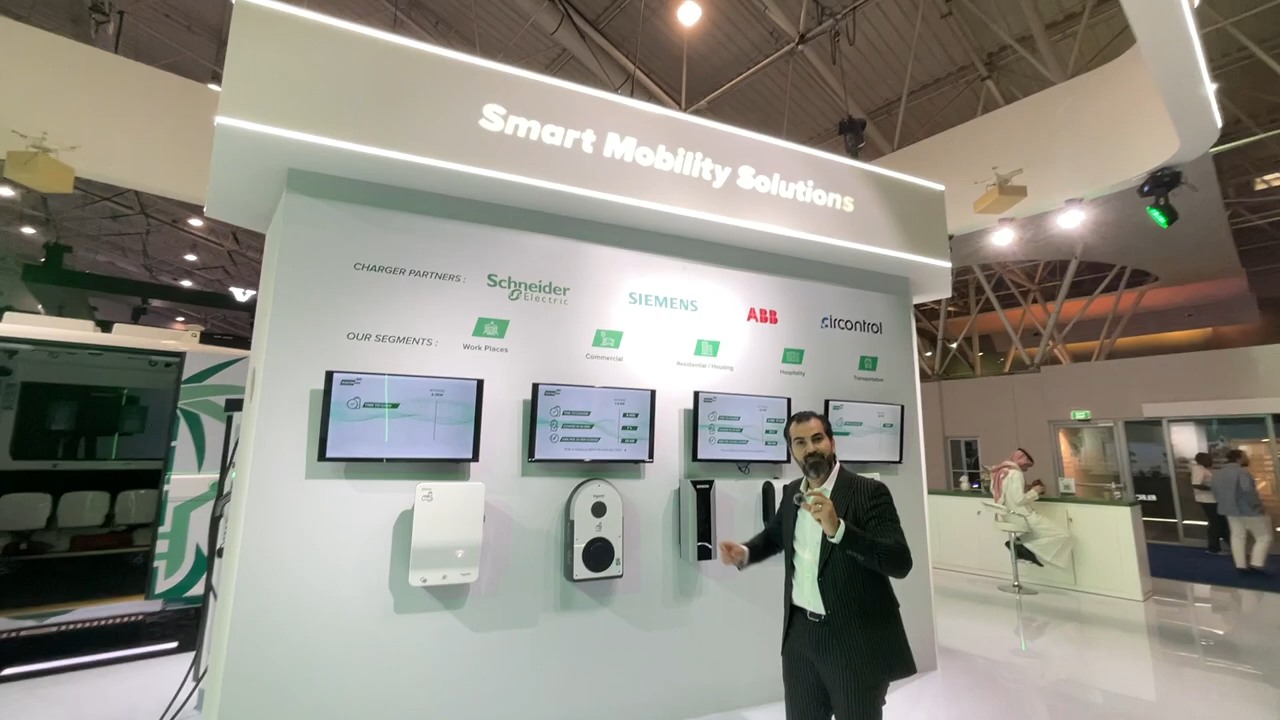 Smart Mobility Solutions
CHARGER PARTNERS :
Schneider
Electric
SIEMENS
ABB
circontrol
OUR SEGMENTS :
Work Places
Commercial
Residential / Housing
Hospitality
Transportation